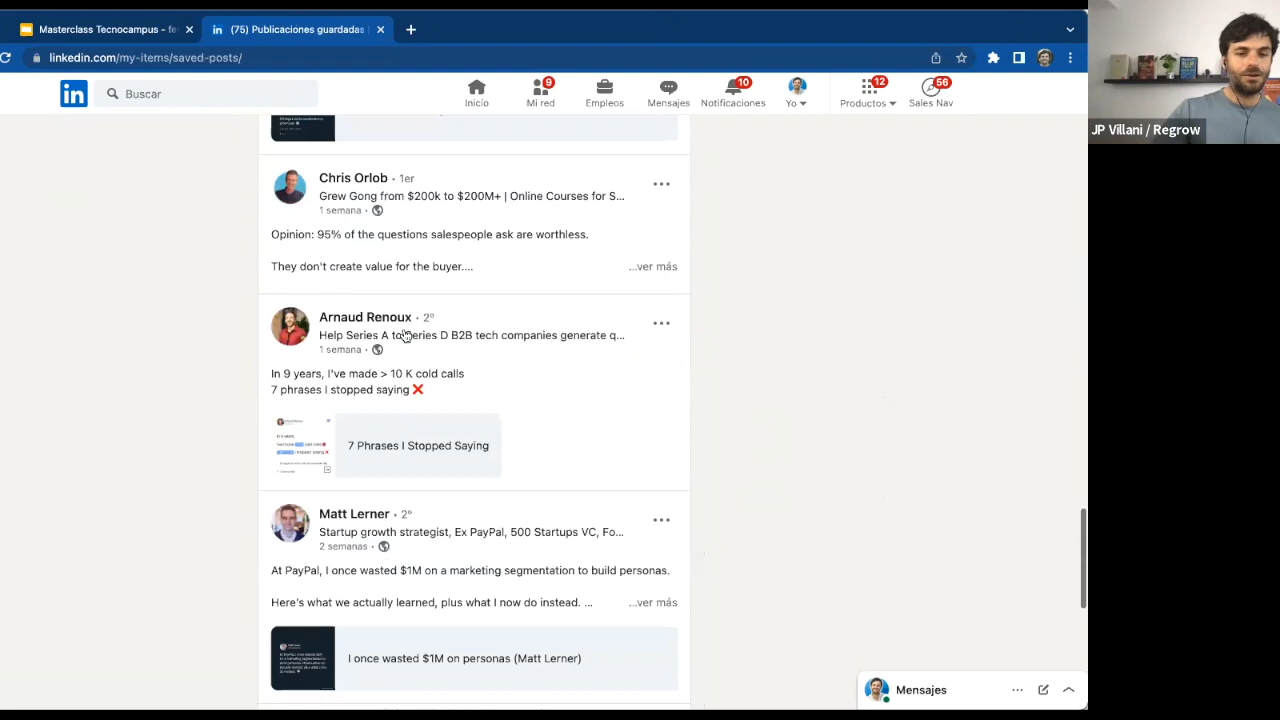 Masterclass Tecnocampus - fe
(75) Publicaciones guardadas
linkedin.com/my-items/saved-posts/
in
Buscar
9
10
12
56
Inicio
Mi red
Empleos
Mensajes
Notificaciones
Yo
Productos
Sales Nav
JP Villani / Regrow
Chris Orlob • 1er
Grew Gong from $200k to $200M+ | Online Courses for S...
1 semana •
Opinion: 95% of the questions salespeople ask are worthless.
They don't create value for the buyer....
...ver más
Arnaud Renoux • 2º
Help Series A to Series D B2B tech companies generate q...
1 semana •
In 9 years, I've made > 10 K cold calls
7 phrases I stopped saying ❌
7 Phrases I Stopped Saying
Matt Lerner • 2º
Startup growth strategist, Ex PayPal, 500 Startups VC, Fo...
2 semanas •
At PayPal, I once wasted $1M on a marketing segmentation to build personas.
Here's what we actually learned, plus what I now do instead. ...
...ver más
I once wasted $1M on personas (Matt Lerner)
Mensajes